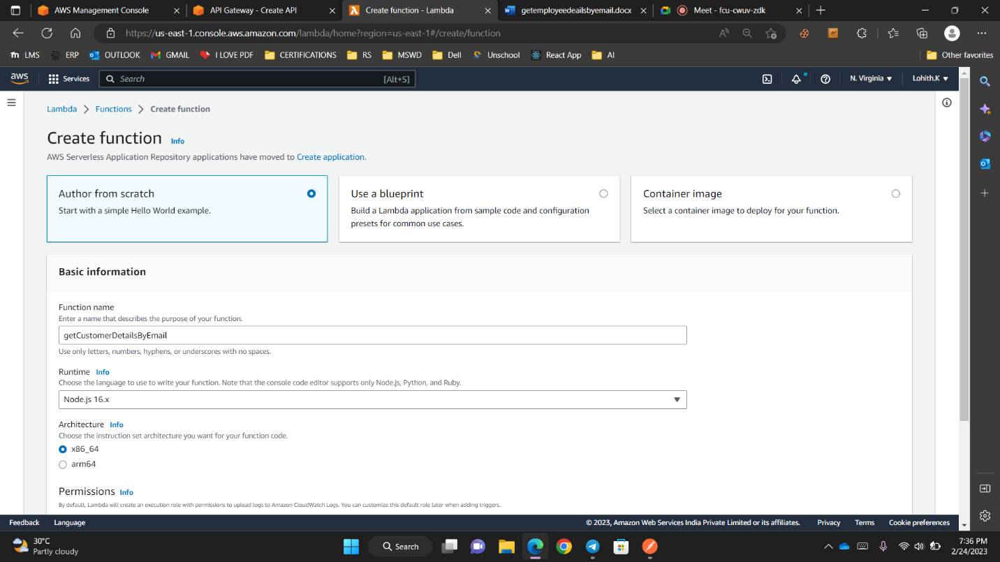 AWS Management Console
API Gateway - Create API
Create function - Lambda
getemployeedeailsbyemail.docx
Meet - fcu-cwuv-zdk
https://us-east-1.console.aws.amazon.com/lambda/home?region=us-east-1#/create/function
LMS
ERP
OUTLOOK
GMAIL
I LOVE PDF
CERTIFICATIONS
RS
MSWD
Dell
Unschool
React App
AI
Other favorites
aws
Services
Search
[Alt+S]
N. Virginia
Lohith.K
Lambda
Functions
Create function
Create function Info
AWS Serverless Application Repository applications have moved to Create application.
Author from scratch
Start with a simple Hello World example.
Use a blueprint
Build a Lambda application from sample code and configuration
presets for common use cases.
Container image
Select a container image to deploy for your function.
Basic information
Function name
Enter a name that describes the purpose of your function.
getCustomerDetailsByEmail
Use only letters, numbers, hyphens, or underscores with no spaces.
Runtime Info
Choose the language to use to write your function. Note that the console code editor supports only Node.js, Python, and Ruby.
Node.js 16.x
Architecture Info
Choose the instruction set architecture you want for your function code.
x86_64
arm64
Permissions Info
By default, Lambda will create an execution role with permissions to upload logs to Amazon CloudWatch Logs. You can customize this default role later when adding triggers.
Feedback
Language
© 2023, Amazon Web Services India Private Limited or its affiliates.
Privacy
Terms
Cookie preferences
30°C
Partly cloudy
Search
7:36 PM
2/24/2023